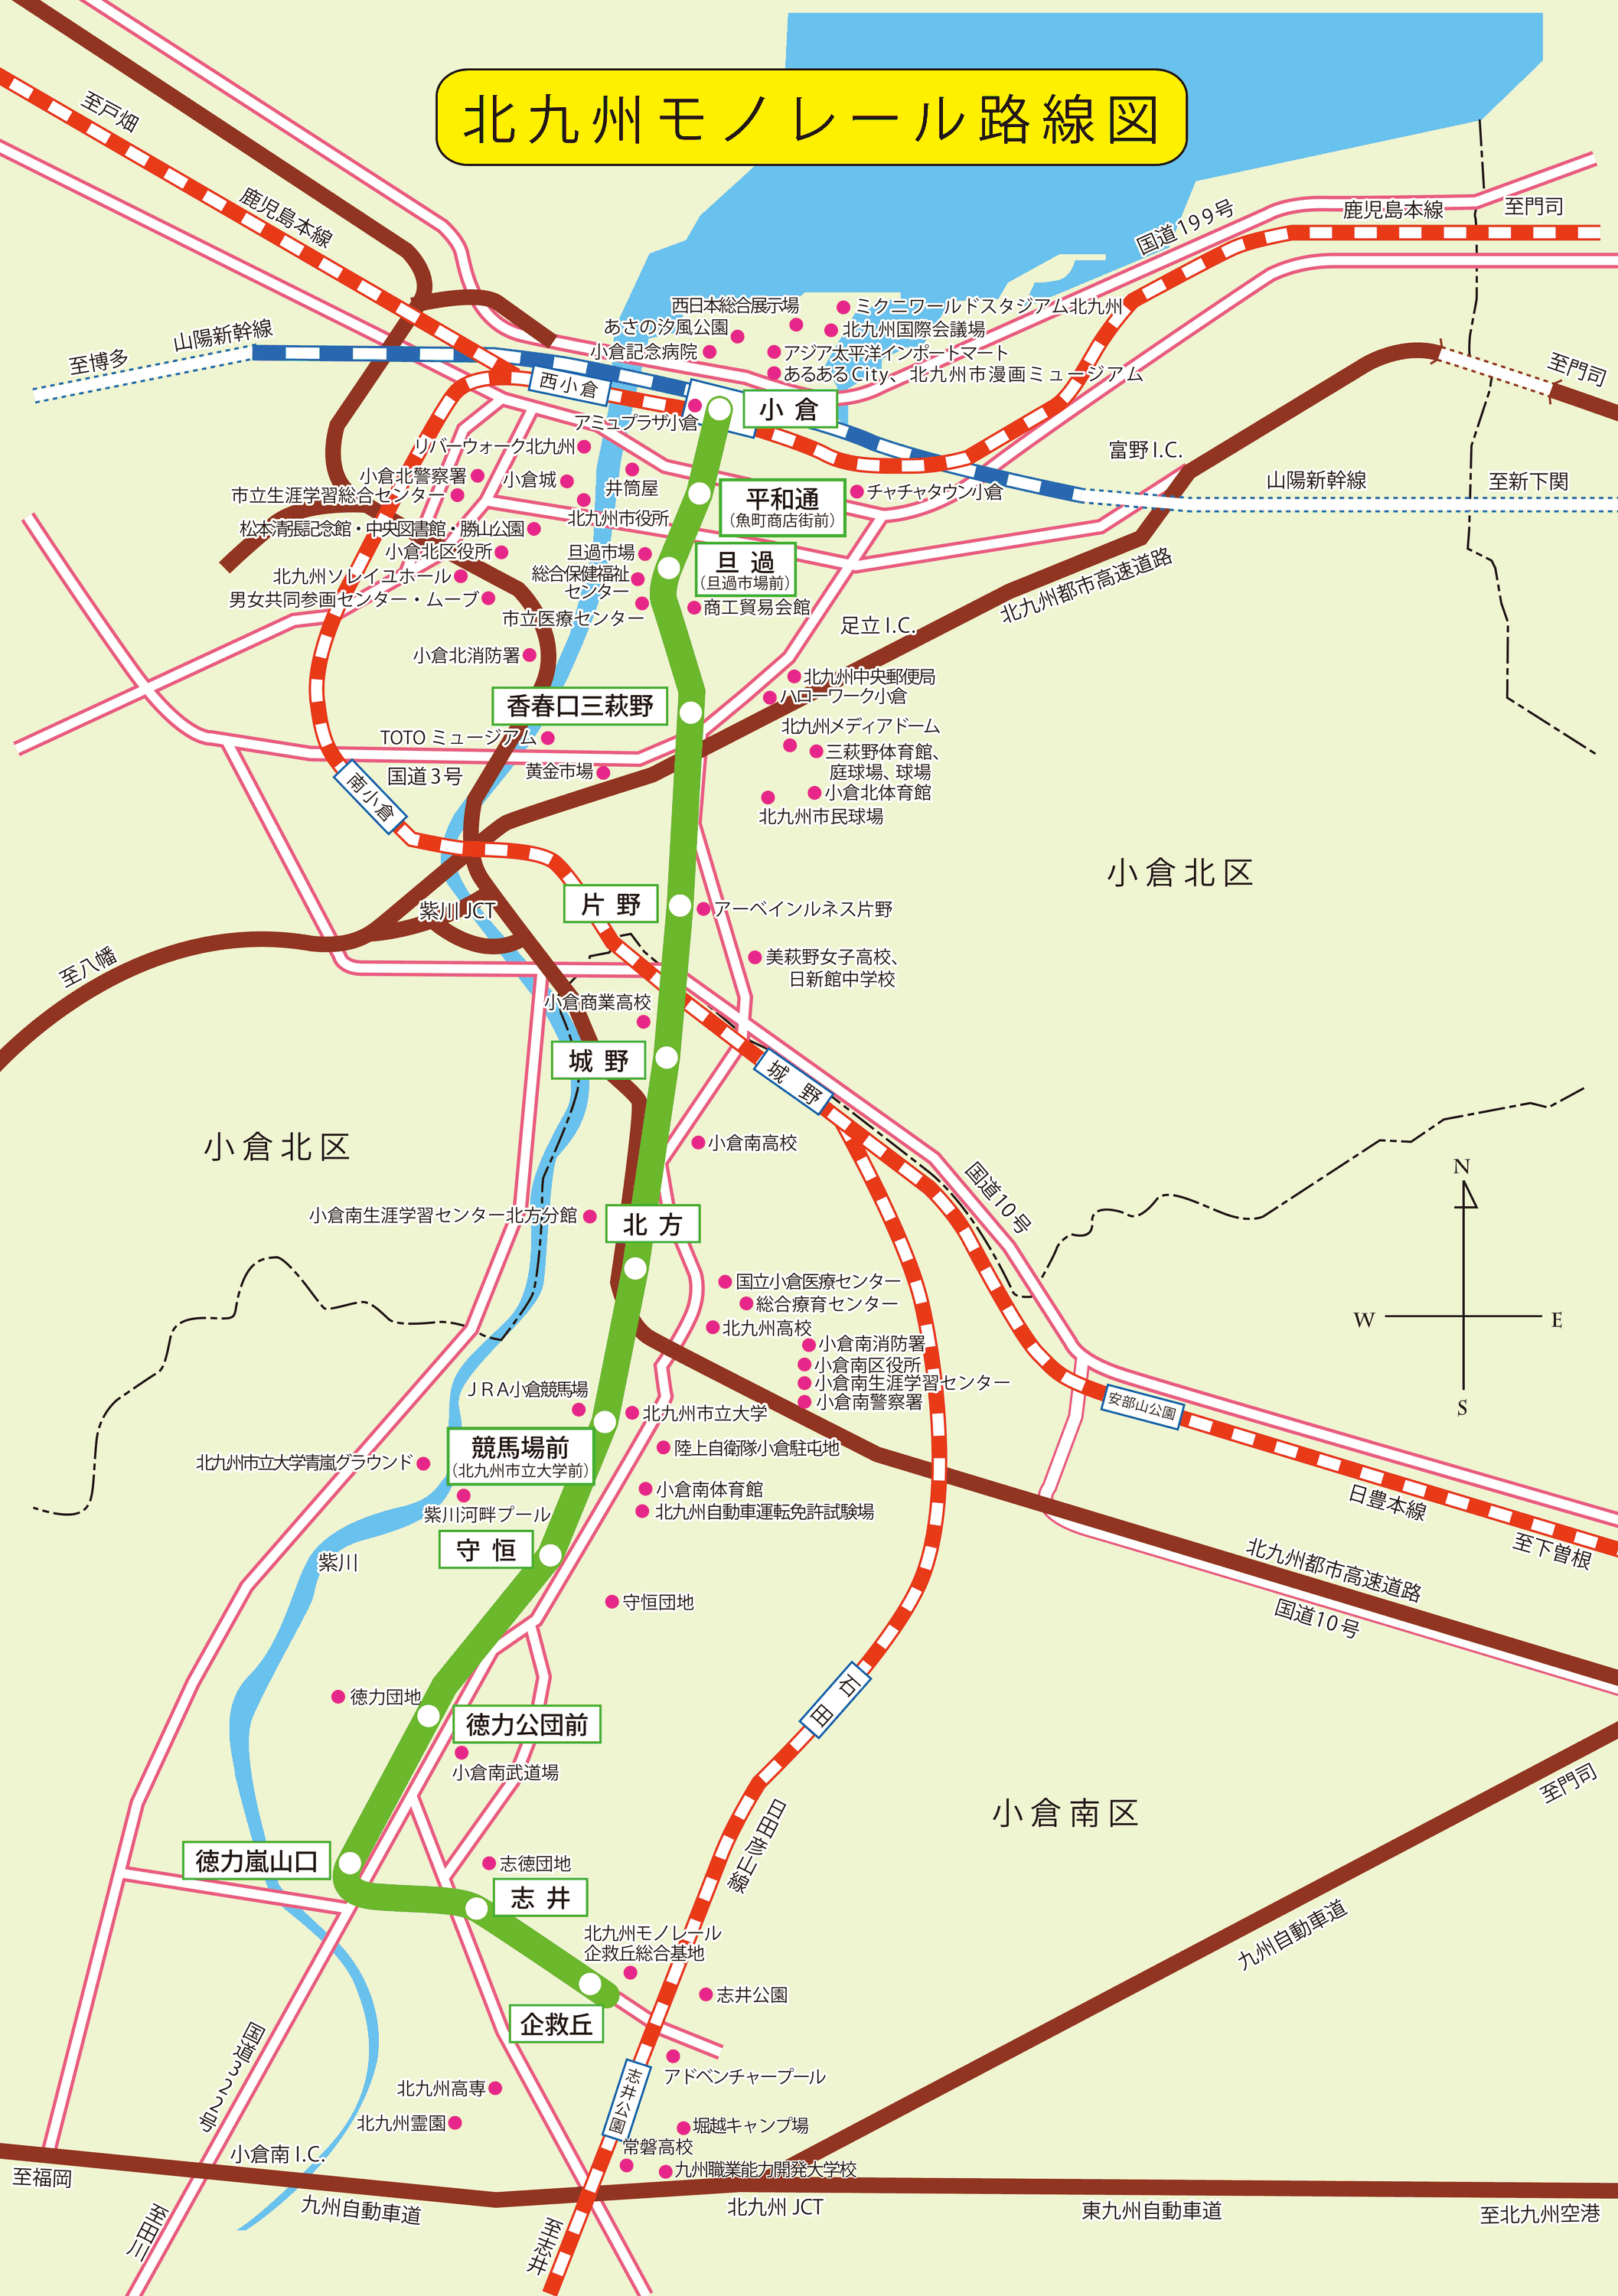 北九州モノレール路線図
至戸畑
鹿児島本線
国道199号
鹿児島本線
至門司
至博多
山陽新幹線
西日本総合展示場
ミクニワールドスタジアム北九州
あさの汐風公園
北九州国際会議場
小倉記念病院
アジア太平洋インポートマート
あるあるCity、北九州市漫画ミュージアム
至門司
西小倉
小倉
アミュプラザ小倉
リバーウォーク北九州
富野I.C.
小倉北警察署
小倉城
井筒屋
山陽新幹線
至新下関
市立生涯学習総合センター
平和通
(魚町商店街前)
チャチャタウン小倉
北九州市役所
松本清長記念館・中央図書館・勝山公園
小倉北区役所
旦過市場
旦過
(旦過市場前)
北九州ソレイユホール
総合保健福祉
センター
男女共同参画センター・ムーブ
市立医療センター
商工貿易会館
北九州都市高速道路
足立I.C.
小倉北消防署
北九州中央郵便局
ハローワーク小倉
香春口三萩野
北九州メディアドーム
TOTOミュージアム
三萩野体育館、
庭球場、球場
国道3号
黄金市場
南小倉
小倉北体育館
北九州市民球場
小倉北区
片野
紫川JCT
アーベインルネス片野
至八幡
美萩野女子高校、
日新館中学校
小倉商業高校
城野
城野
小倉北区
小倉南高校
国道10号
N
W
E
S
小倉南生涯学習センター北方分館
北方
国立小倉医療センター
総合療育センター
北九州高校
小倉南消防署
小倉南区役所
小倉南生涯学習センター
小倉南警察署
JRA小倉競馬場
北九州市立大学
安部山公園
競馬場前
(北九州市立大学前)
陸上自衛隊小倉駐屯地
北九州市立大学青嵐グラウンド
小倉南体育館
紫川河畔プール
北九州自動車運転免許試験場
日豊本線
至下曽根
守恒
紫川
北九州都市高速道路
国道10号
守恒団地
徳力団地
石田
徳力公団前
小倉南武道場
至門司
日田彦山線
小倉南区
徳力嵐山口
志徳団地
志井
北九州モノレール
企救丘総合基地
九州自動車道
志井公園
企救丘
国道322号
アドベンチャープール
志井公園
北九州高専
北九州霊園
堀越キャンプ場
常磐高校
小倉南I.C.
九州職業能力開発大学校
至福岡
九州自動車道
北九州JCT
東九州自動車道
至北九州空港
至田川
至志井